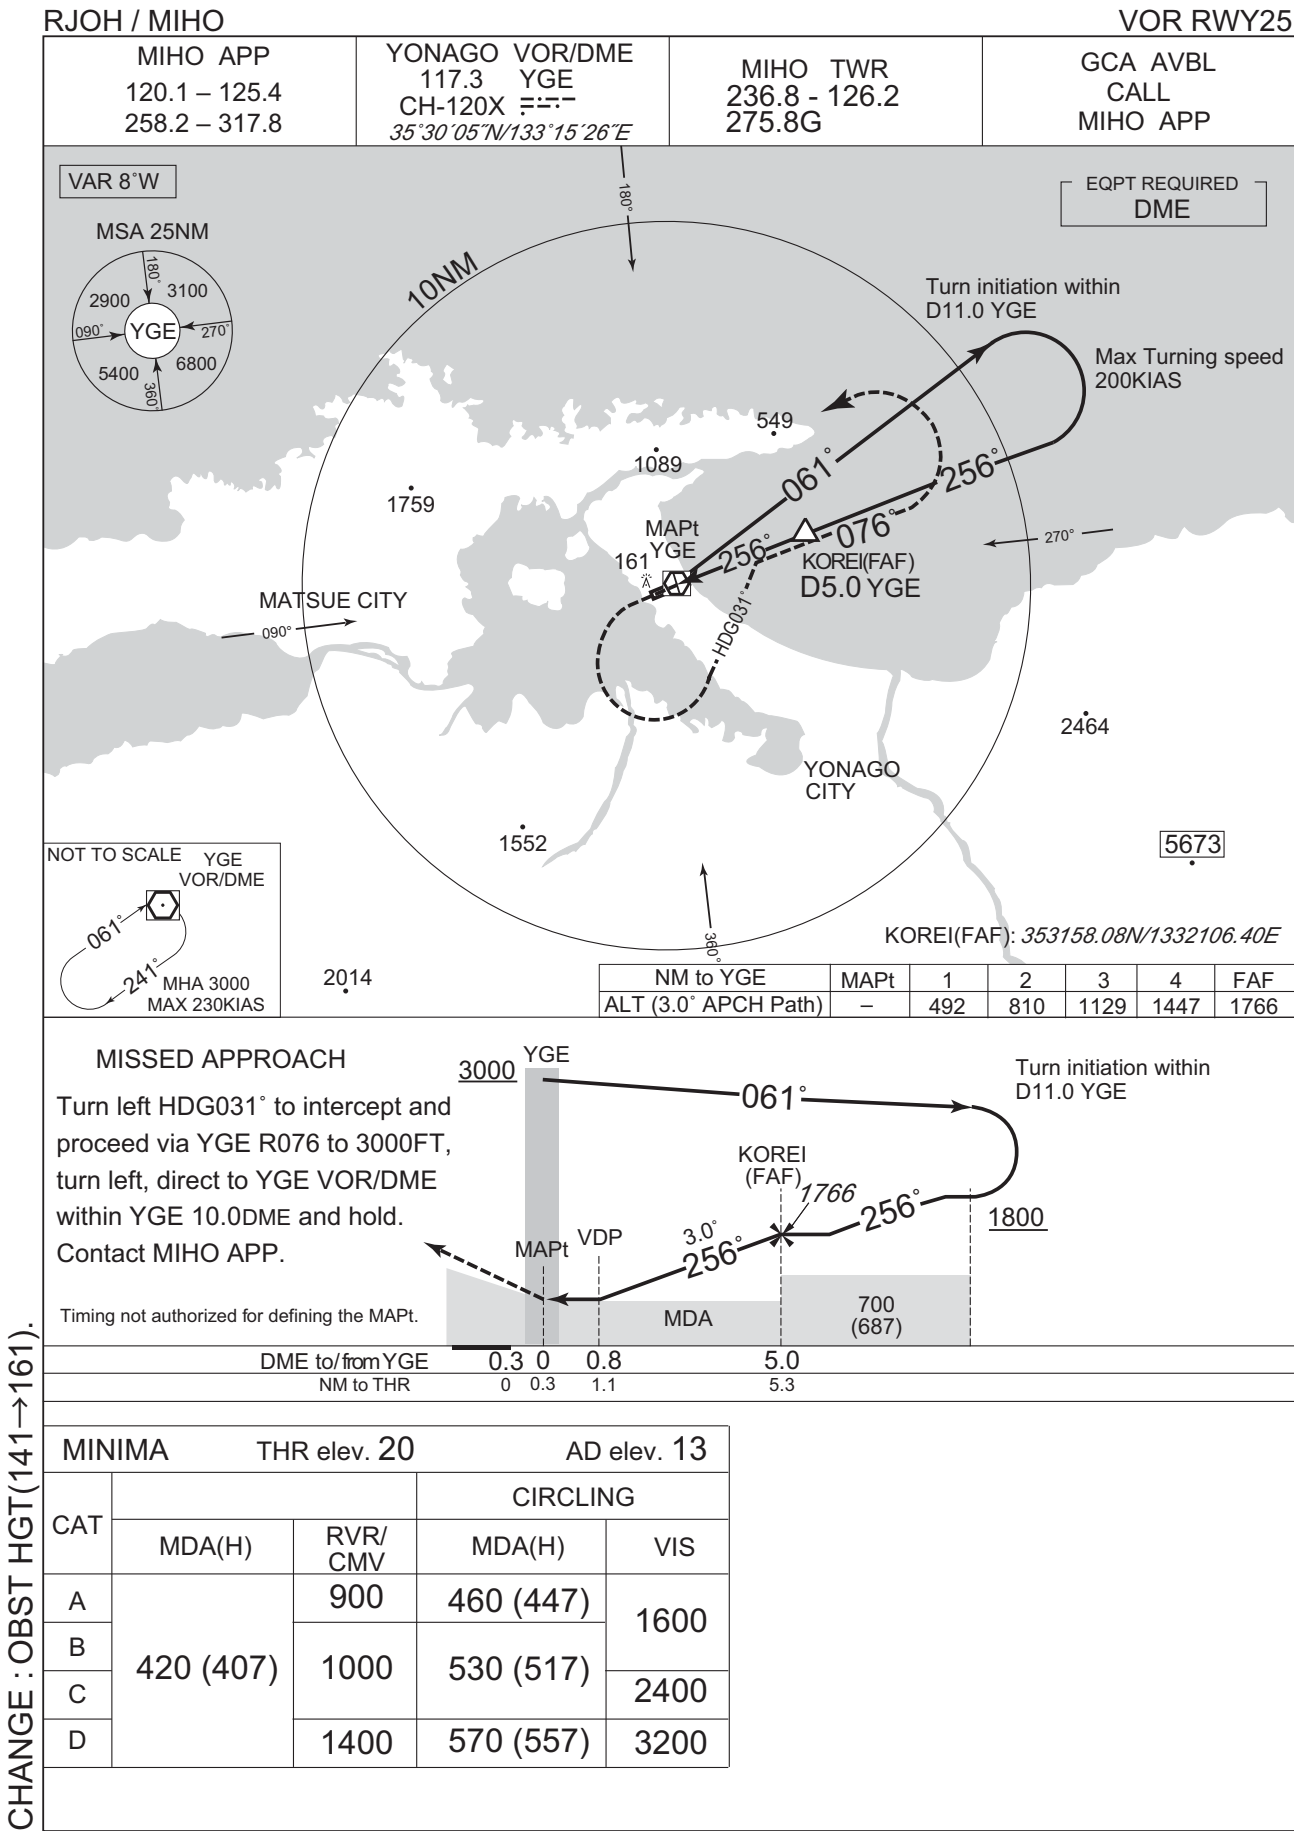 RJOH / MIHO
VOR RWY25
MIHO APP
120.1 – 125.4
258.2 – 317.8
YONAGO VOR/DME
117.3 YGE
CH-120X
35°30´05˝N/133°15´26˝E
MIHO TWR
236.8 - 126.2
275.8G
GCA AVBL
CALL
MIHO APP
VAR 8°W
EQPT REQUIRED
DME
MSA 25NM
180°
2900
3100
090°
YGE
270°
5400
6800
360°
180°
10NM
Turn initiation within
D11.0 YGE
Max Turning speed
200KIAS
549
1089
1759
061°
256°
MAPt
YGE
161
256°
076°
270°
KOREI(FAF)
D5.0 YGE
HDG031°
MATSUE CITY
090°
2464
YONAGO
CITY
1552
5673
360°
NOT TO SCALE
YGE
VOR/DME
061°
241°
MHA 3000
MAX 230KIAS
2014
KOREI(FAF): 353158.08N/1332106.40E
NM to YGE MAPt 1 2 3 4 FAF
ALT (3.0° APCH Path) – 492 810 1129 1447 1766
MISSED APPROACH
Turn left HDG031° to intercept and
proceed via YGE R076 to 3000FT,
turn left, direct to YGE VOR/DME
within YGE 10.0DME and hold.
Contact MIHO APP.
Timing not authorized for defining the MAPt.
YGE
3000
061°
Turn initiation within
D11.0 YGE
KOREI
(FAF)
1766
256°
1800
3.0°
256°
VDP
MAPt
MDA
700
(687)
DME to/from YGE 0.3 0 0.8 5.0
NM to THR 0 0.3 1.1 5.3
MINIMA THR elev. 20 AD elev. 13
CAT
CIRCLING
MDA(H)
RVR/
CMV
MDA(H)
VIS
A 900 460 (447)
1600
B
420 (407) 1000 530 (517)
C 2400
D 1400 570 (557) 3200
CHANGE : OBST HGT(141→161).